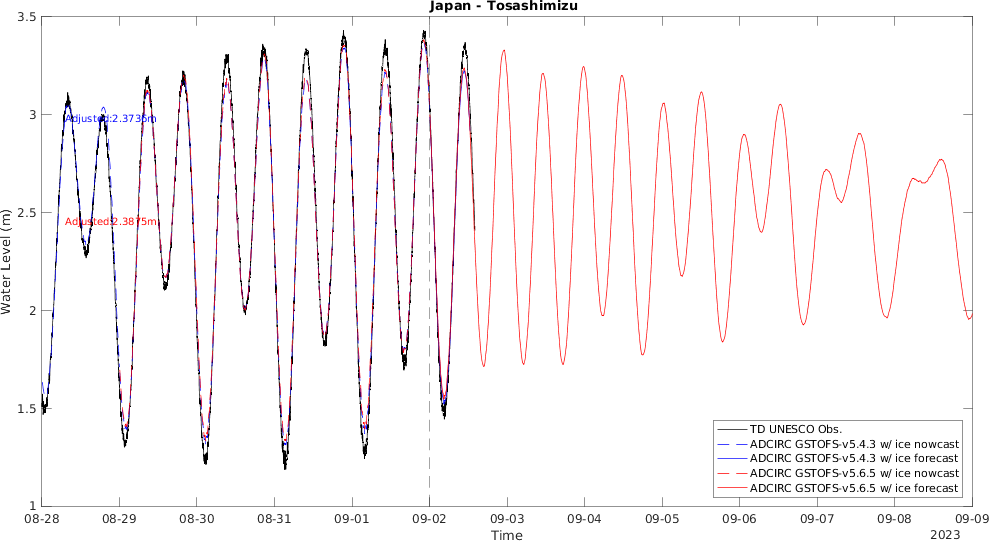 Japan - Tosashimizu
3.5
3
2.5
2
1.5
1
Water Level (m)
Adjusted:2.3735m
Adjusted:2.3875m
TD UNESCO Obs.
ADCIRC GSTOFS-v5.4.3 w/ ice nowcast
ADCIRC GSTOFS-v5.4.3 w/ ice forecast
ADCIRC GSTOFS-v5.6.5 w/ ice nowcast
ADCIRC GSTOFS-v5.6.5 w/ ice forecast
08-28 08-29 08-30 08-31 09-01 09-02 09-03 09-04 09-05 09-06 09-07 09-08 09-09
Time
2023